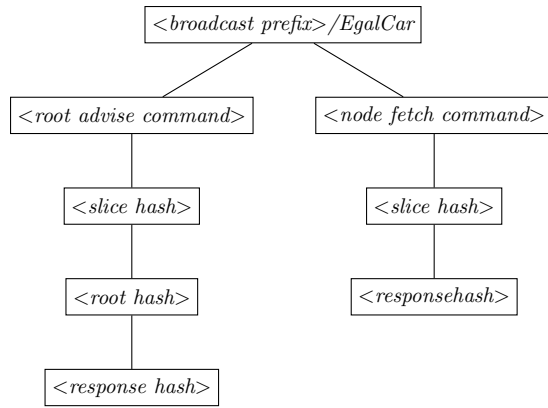 <broadcast prefix>/EgalCar
<root advise command>
<node fetch command>
<slice hash>
<slice hash>
<root hash>
<responsehash>
<response hash>